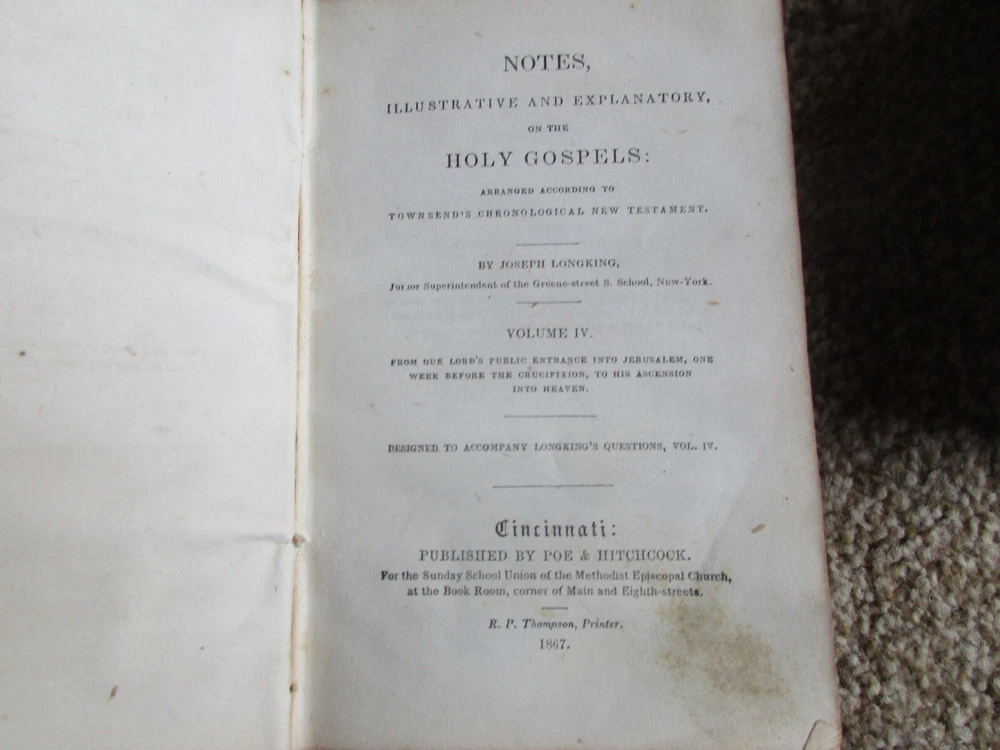 NOTES,
ILLUSTRATIVE AND EXPLANATORY,
ON THE
HOLY GOSPELS:
ARRANGED ACCORDING TO
TOWNSEND'S CHRONOLOGICAL NEW TESTAMENT.
BY JOSEPH LONGKING,
Junior Superintendent of the Greene-street S. School, New-York.
VOLUME IV.
FROM OUR LORD'S PUBLIC ENTRANCE INTO JERUSALEM, ONE
WEEK BEFORE THE CRUCIFIXION, TO HIS ASCENSION
INTO HEAVEN.
DESIGNED TO ACCOMPANY LONGKING'S QUESTIONS, VOL. IV.
Cincinnati:
PUBLISHED BY POE & HITCHCOCK.
For the Sunday School Union of the Methodist Episcopal Church,
at the Book Room, corner of Main and Eighth-streets.
R. P. Thompson, Printer.
1867.